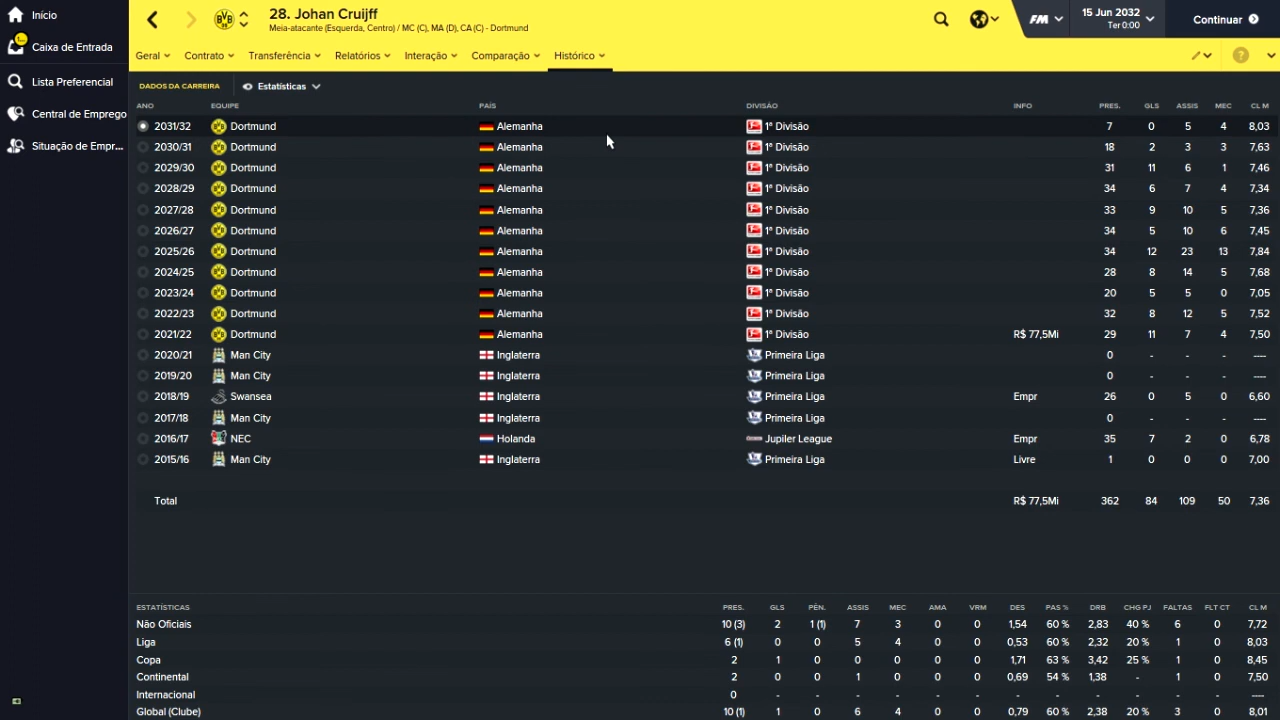 Início
Caixa de Entrada
Lista Preferencial
Central de Emprego
Situação de Empr...
28. Johan Cruijff
Meia-atacante (Esquerda, Centro) / MC (C), MA (D), CA (C) - Dortmund
FM
15 Jun 2032
Ter 0:00
Continuar
Geral Contrato Transferência Relatórios Interação Comparação Histórico
DADOS DA CARREIRA Estatísticas
ANO EQUIPE PAÍS DIVISÃO INFO PRES. GLS ASSIS MEC CL M
2031/32 Dortmund Alemanha 1ª Divisão 7 0 5 4 8,03
2030/31 Dortmund Alemanha 1ª Divisão 18 2 3 3 7,63
2029/30 Dortmund Alemanha 1ª Divisão 31 11 6 1 7,46
2028/29 Dortmund Alemanha 1ª Divisão 34 6 7 4 7,34
2027/28 Dortmund Alemanha 1ª Divisão 33 9 10 5 7,36
2026/27 Dortmund Alemanha 1ª Divisão 34 5 10 6 7,45
2025/26 Dortmund Alemanha 1ª Divisão 34 12 23 13 7,84
2024/25 Dortmund Alemanha 1ª Divisão 28 8 14 5 7,68
2023/24 Dortmund Alemanha 1ª Divisão 20 5 5 0 7,05
2022/23 Dortmund Alemanha 1ª Divisão 32 8 12 5 7,52
2021/22 Dortmund Alemanha 1ª Divisão R$ 77,5Mi 29 11 7 4 7,50
2020/21 Man City Inglaterra Primeira Liga 0 - - - ----
2019/20 Man City Inglaterra Primeira Liga 0 - - - ----
2018/19 Swansea Inglaterra Primeira Liga Empr 26 0 5 0 6,60
2017/18 Man City Inglaterra Primeira Liga 0 - - - ----
2016/17 NEC Holanda Jupiler League Empr 35 7 2 0 6,78
2015/16 Man City Inglaterra Primeira Liga Livre 1 0 0 0 7,00
Total R$ 77,5Mi 362 84 109 50 7,36
ESTATÍSTICAS PRES. GLS PÊN. ASSIS MEC AMA VRM DES PAS % DRB CHG PJ FALTAS FLT CT CL M
Não Oficiais 10 (3) 2 1 (1) 7 3 0 0 1,54 60 % 2,83 40 % 6 0 7,72
Liga 6 (1) 0 0 5 4 0 0 0,53 60 % 2,32 20 % 1 0 8,03
Copa 2 1 0 0 0 0 0 1,71 63 % 3,42 25 % 1 0 8,45
Continental 2 0 0 1 0 0 0 0,69 54 % 1,38 - 1 0 7,50
Internacional 0 - - - - - - - - - - - - ----
Global (Clube) 10 (1) 1 0 6 4 0 0 0,79 60 % 2,38 20 % 3 0 8,01